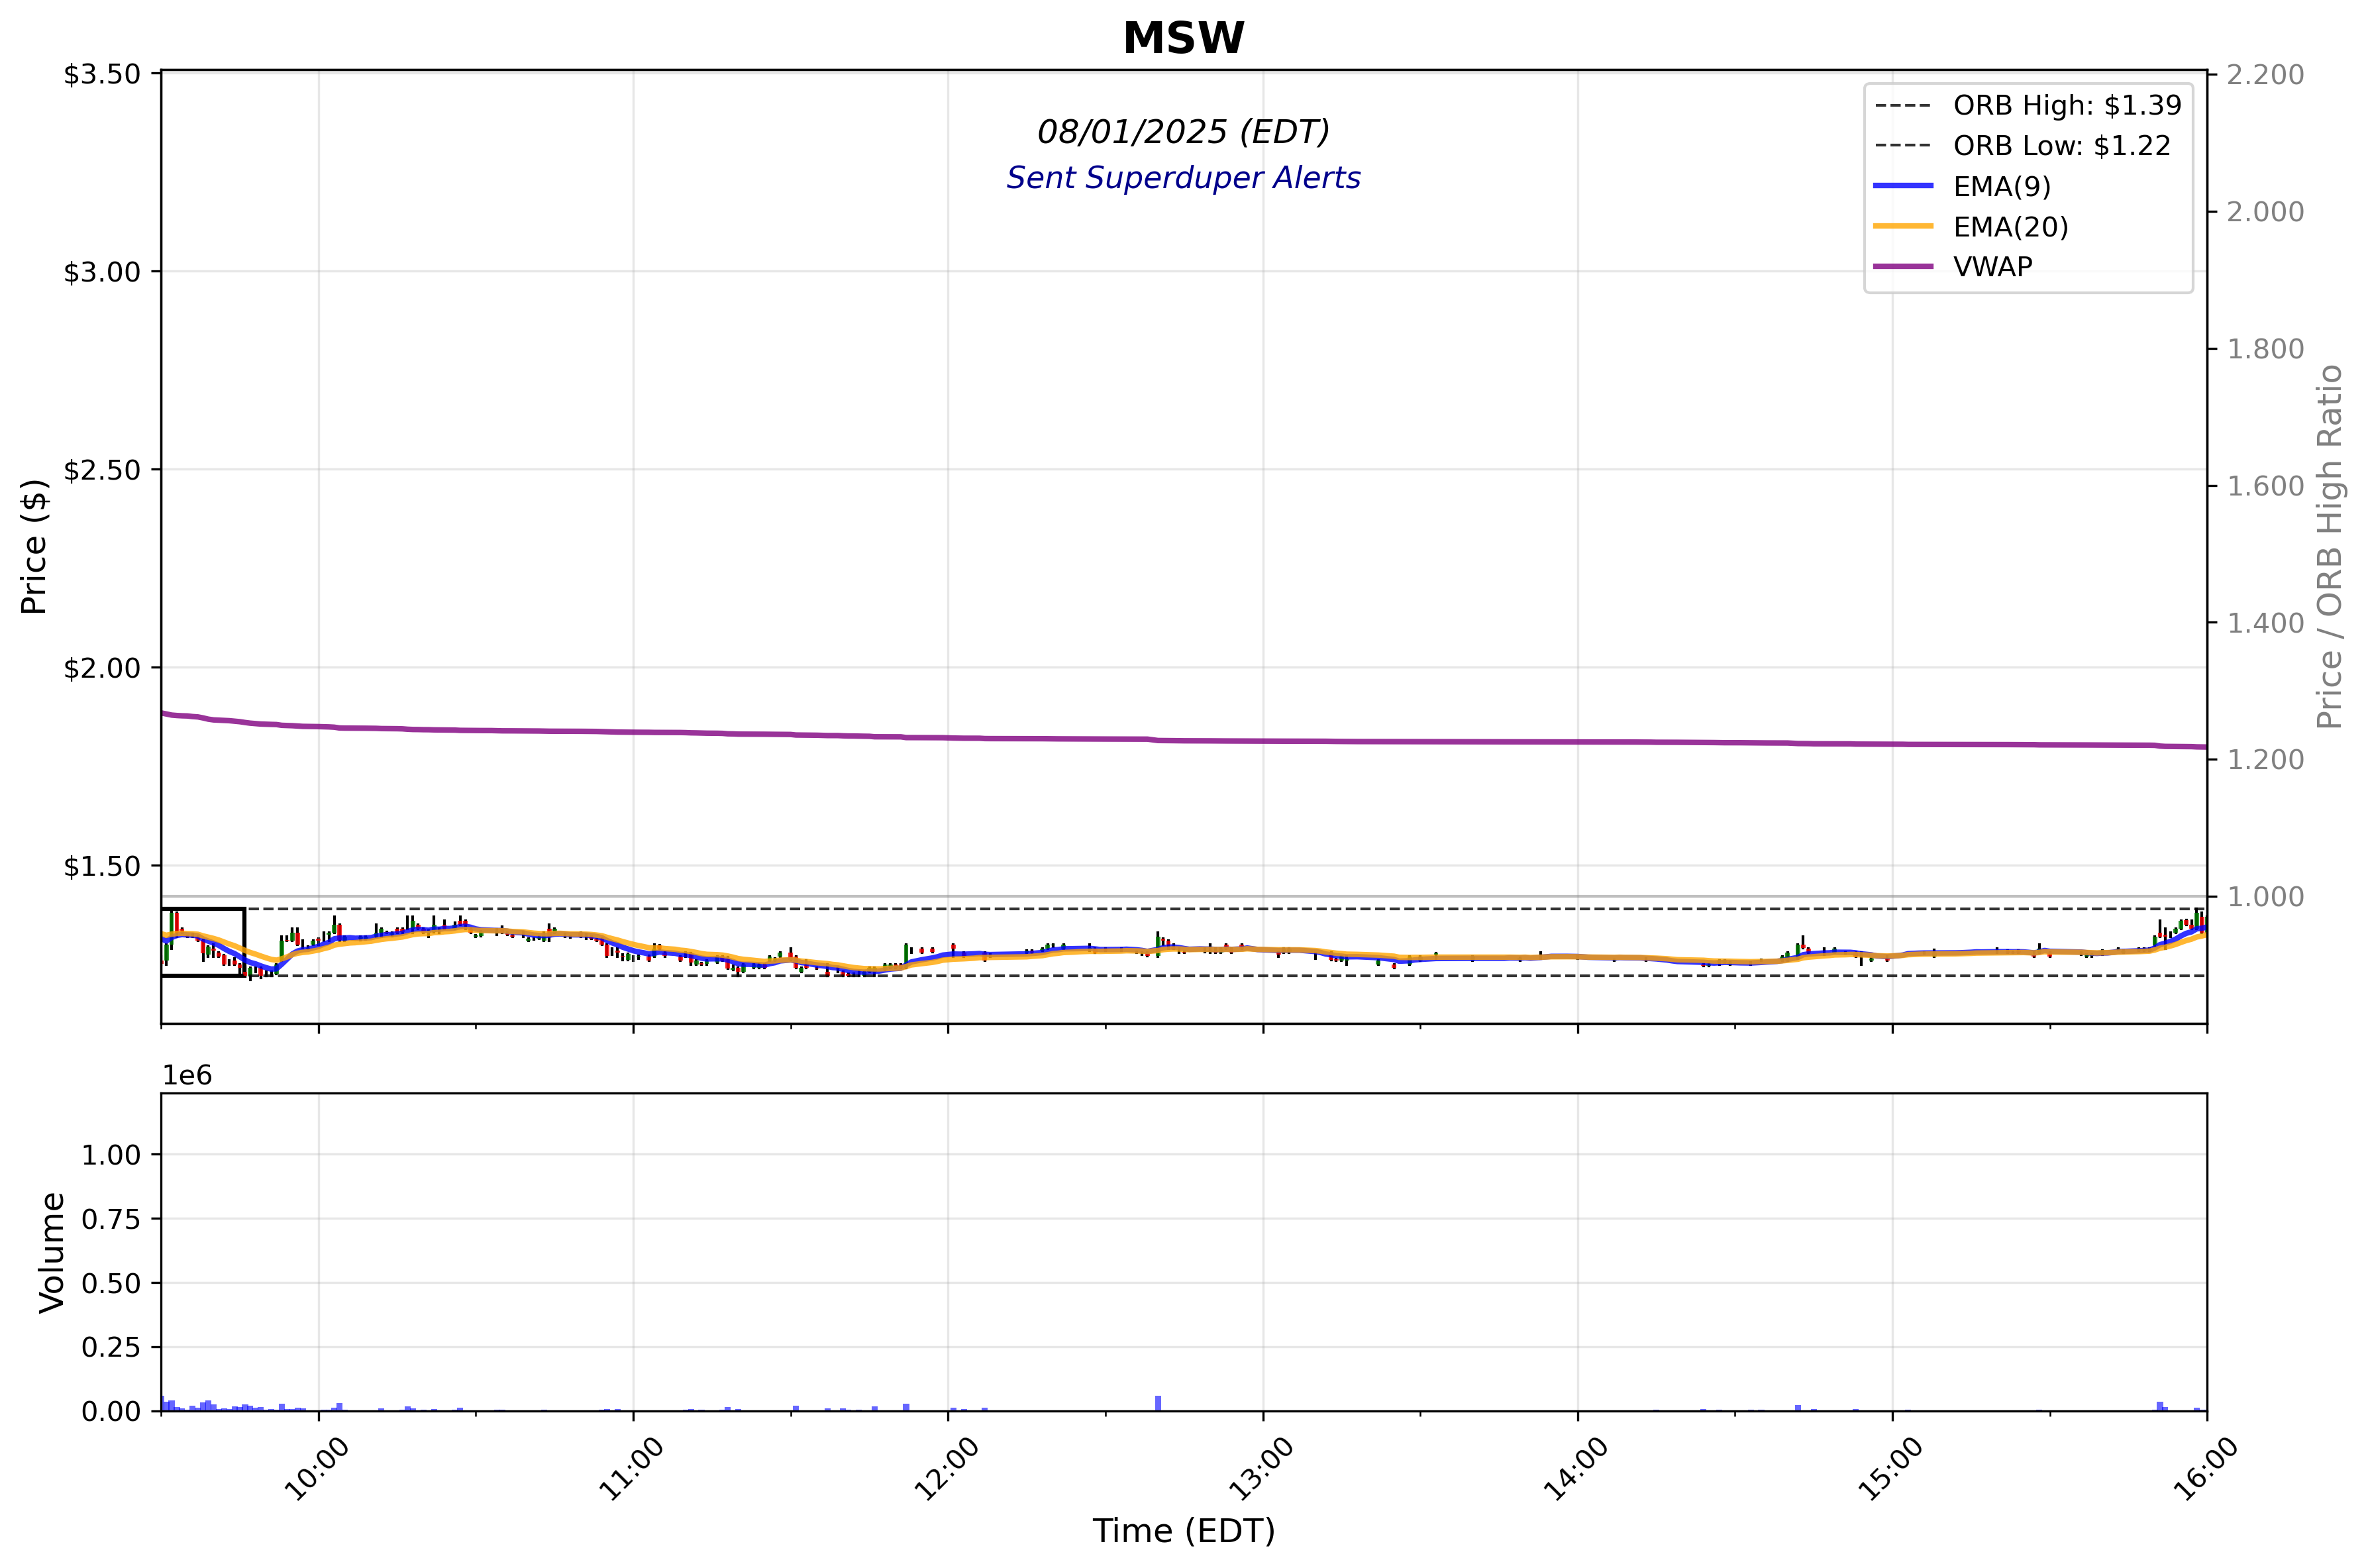 MSW
08/01/2025 (EDT)
Sent Superduper Alerts
ORB High: $1.39
ORB Low: $1.22
EMA(9)
EMA(20)
VWAP
Price ($)
$3.50
$3.00
$2.50
$2.00
$1.50
2.200
2.000
1.800
1.600
1.400
1.200
1.000
Price / ORB High Ratio
1e6
Volume
1.00
0.75
0.50
0.25
0.00
10:00
11:00
12:00
13:00
14:00
15:00
16:00
Time (EDT)